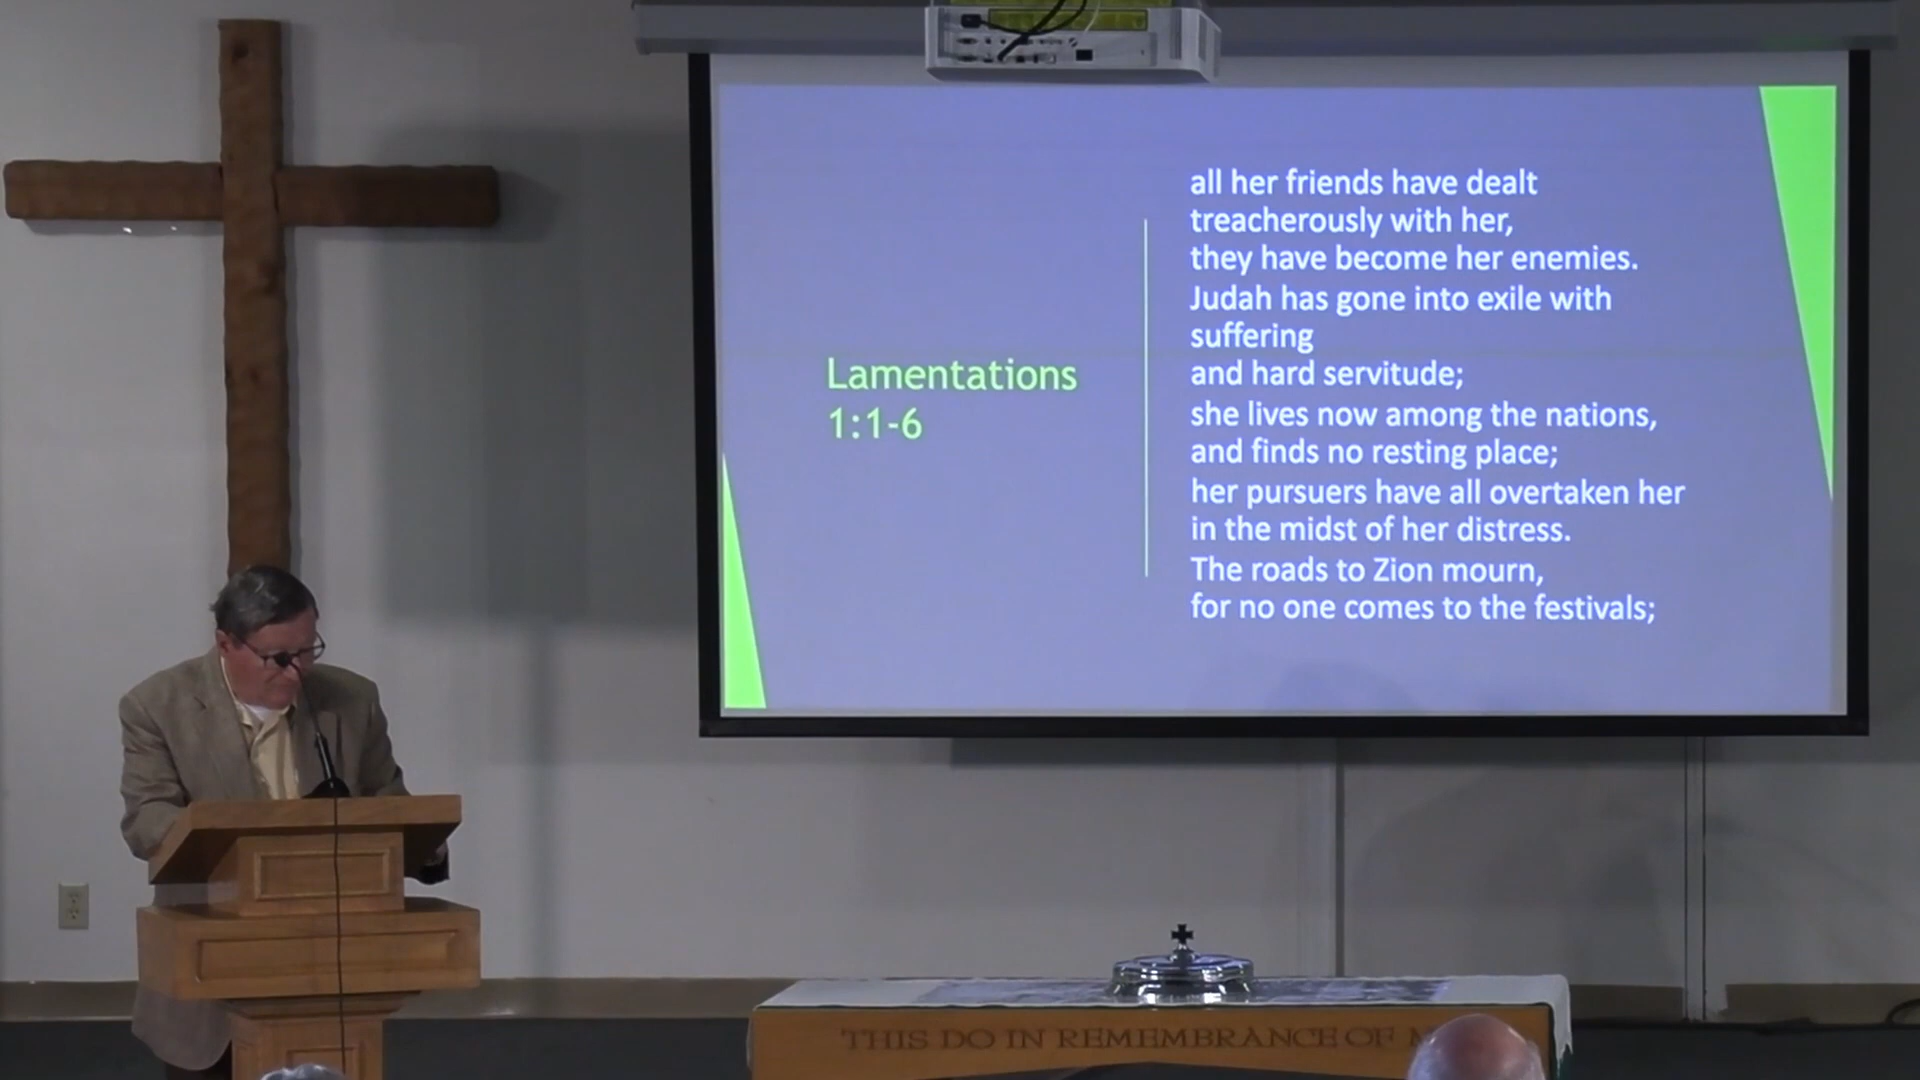 Lamentations
1:1-6
all her friends have dealt
treacherously with her,
they have become her enemies.
Judah has gone into exile with
suffering
and hard servitude;
she lives now among the nations,
and finds no resting place;
her pursuers have all overtaken her
in the midst of her distress.
The roads to Zion mourn,
for no one comes to the festivals;
THIS DO IN REMEMBRANCE OF